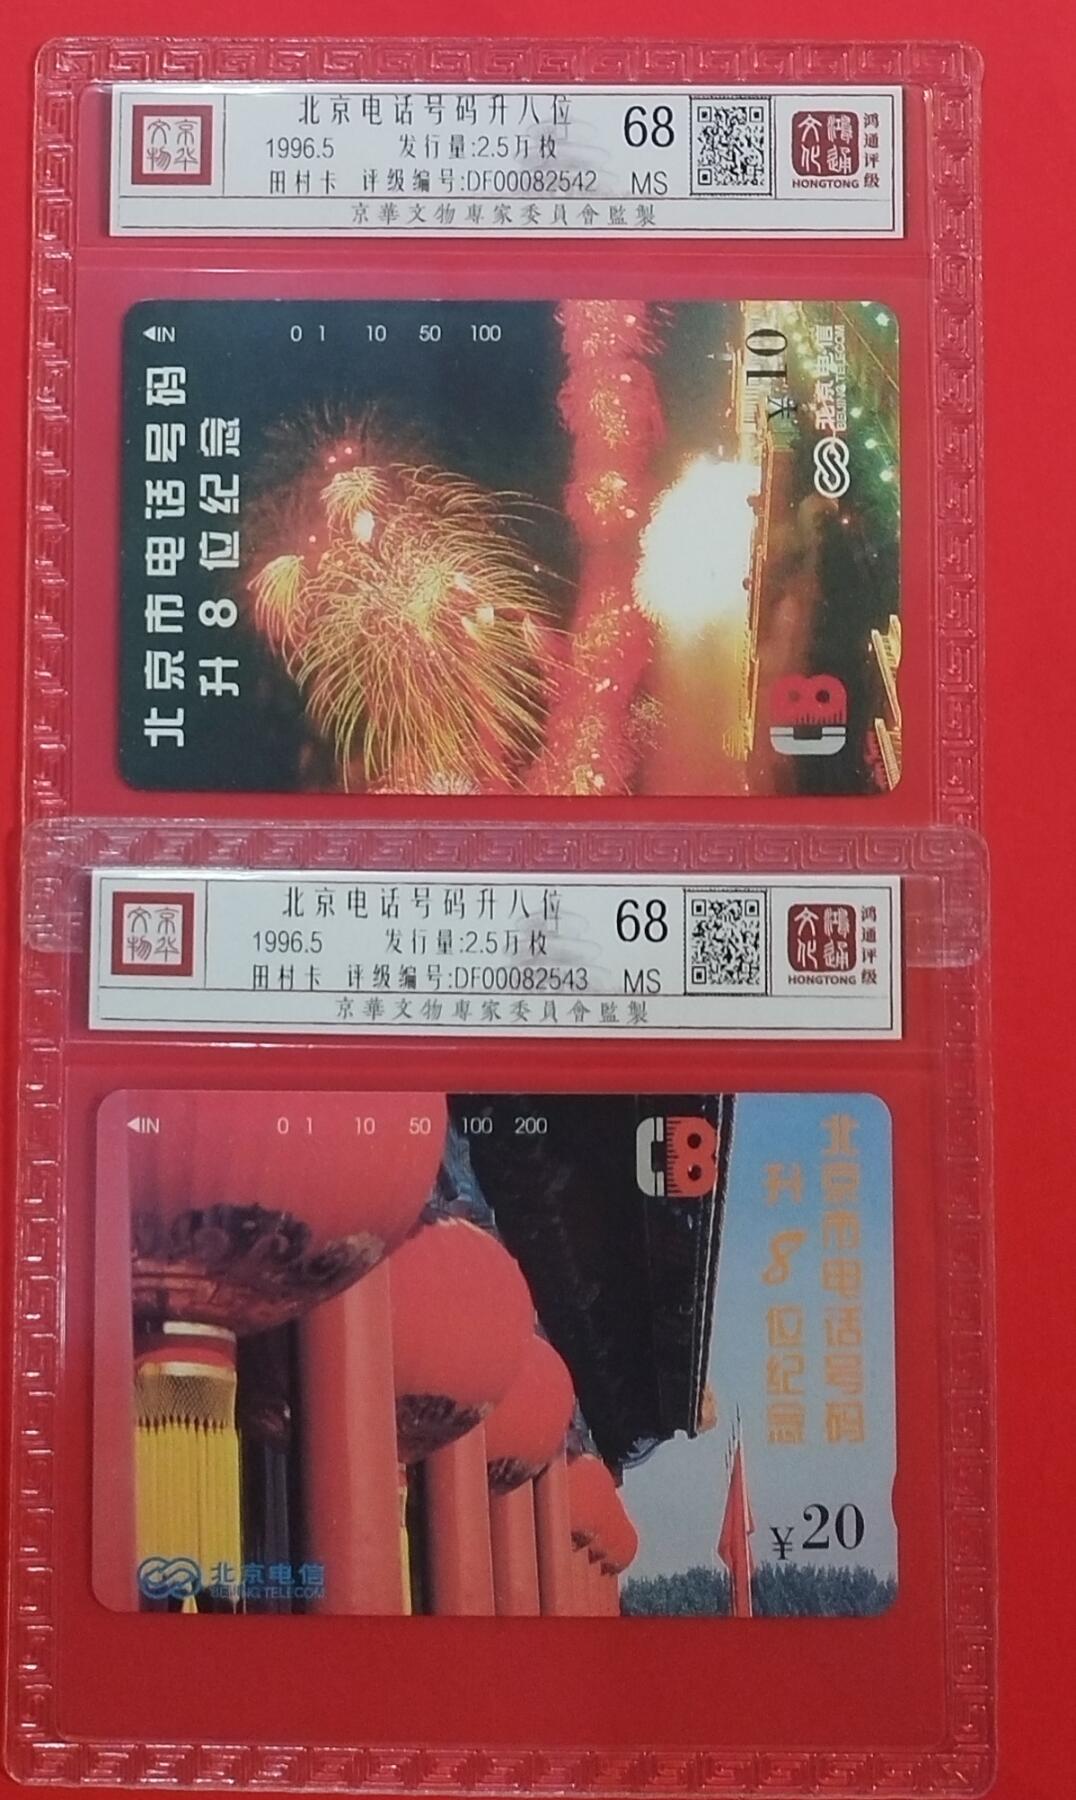 北京电话号码升八位
1996.5 发行量:2.5万枚
田村卡 评级编号:DF00082542
68
MS
京華文物專家委員會監製
京华文物
鸿通文化
HONGTONG
鸿通评级
IN 0 1 10 50 100
北京市电话号码
升8位纪念
¥10
北京电信
BEIJING TELECOM
北京电话号码升八位
1996.5 发行量:2.5万枚
田村卡 评级编号:DF00082543
68
MS
京華文物專家委員會監製
京华文物
鸿通文化
HONGTONG
鸿通评级
IN 0 1 10 50 100 200
北京市电话号码
升8位纪念
¥20
北京电信
BEIJING TELECOM